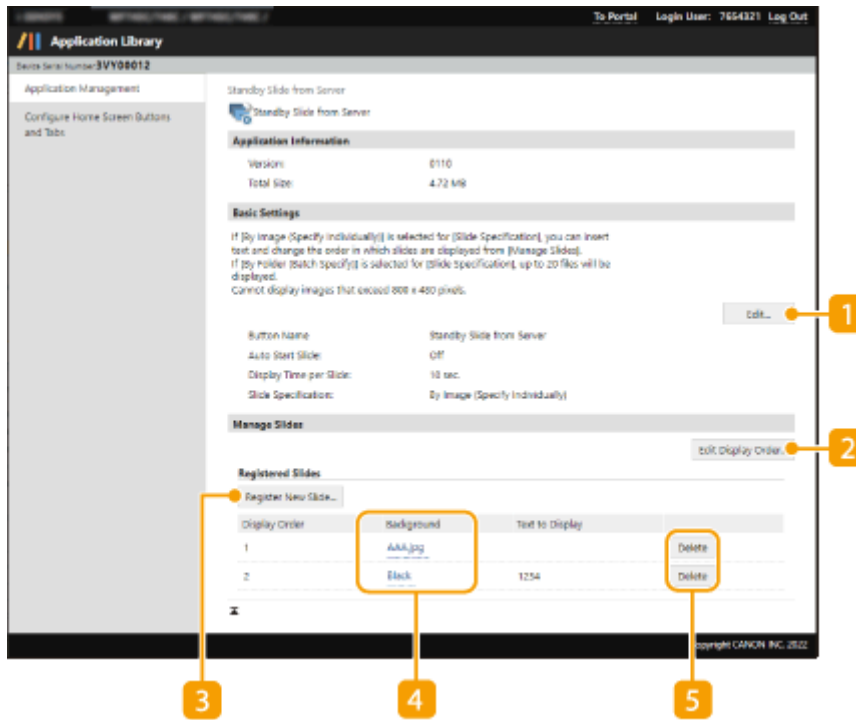 To Portal Login User: 7654321 Log Out
Application Library
Device Serial Number:3VY08012
Application Management
Configure Home Screen Buttons
and Tabs
Standby Slide from Server
Standby Slide from Server
Application Information
Version: 0110
Total Size: 4.72 MB
Basic Settings
If [By Image (Specify Individually)] is selected for [Slide Specification], you can insert
text and change the order in which slides are displayed from [Manage Slides].
If [By Folder (Batch Specify)] is selected for [Slide Specification], up to 20 files will be
displayed.
Cannot display images that exceed 800 x 480 pixels.
Edit...
1
Button Name Standby Slide from Server
Auto Start Slide: Off
Display Time per Slide: 10 sec.
Slide Specification: By Image (Specify Individually)
Manage Slides
Edit Display Order...
2
Registered Slides
Register New Slide...
Display Order Background Text to Display
1 AAA.jpg Delete
2 Black 1234 Delete
Copyright CANON INC. 2022
3 4 5